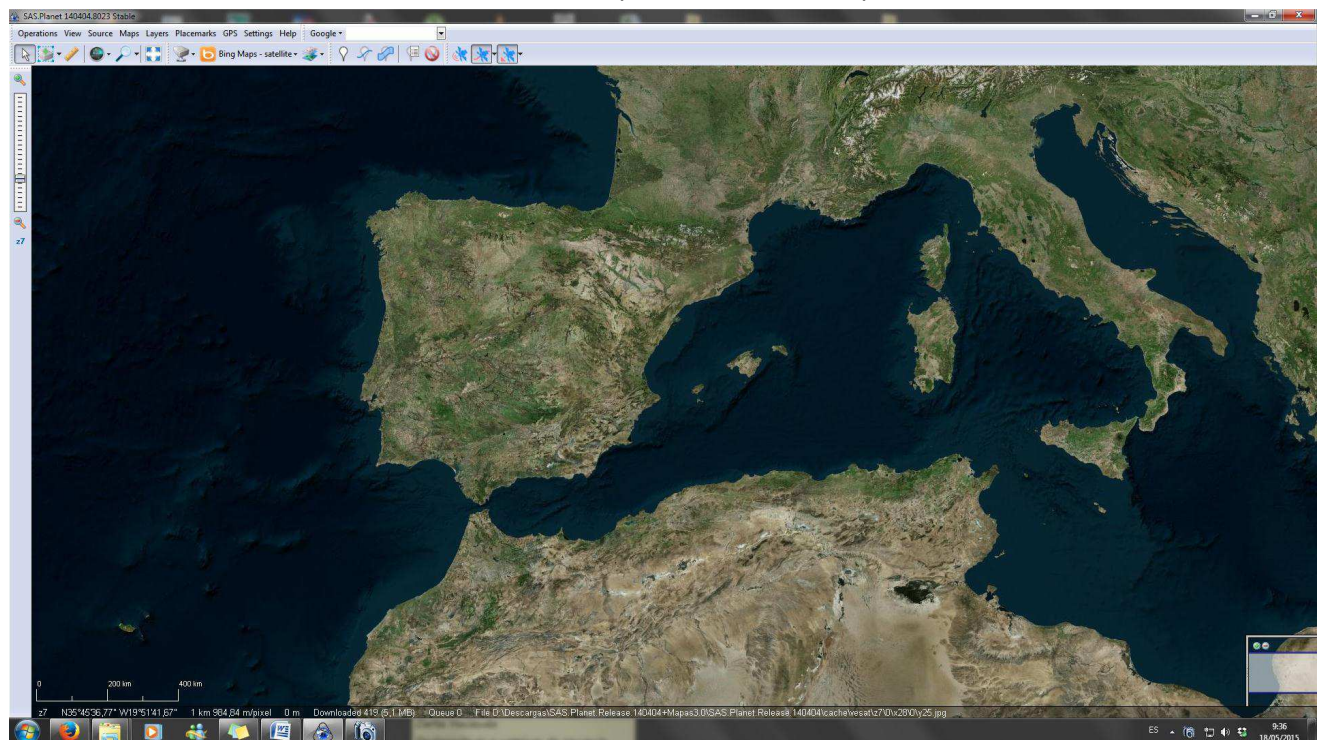 SAS.Planet 140404.8023 Stable
Operations View Source Maps Layers Placemarks GPS Settings Help Google
Bing Maps - satellite
z7
0 200 km 400 km
z7 N35°45'36,77" W19°51'41,67" 1 km 984,84 m/pixel 0 m Downloaded 419 (5,1 MB) Queue 0 File D:\Descargas\SAS.Planet.Release.140404+Mapas3.0\SAS.Planet.Release.140404\cache\vesat\z7\0\x28\0\y25.jpg
ES 9:36
18/05/2015